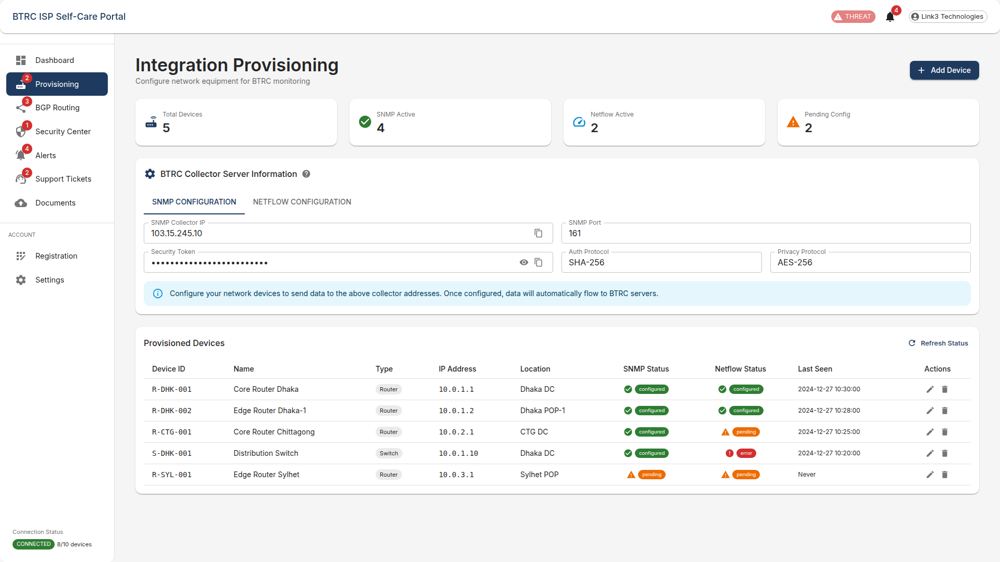 BTRC ISP Self-Care Portal
THREAT
4
Link3 Technologies
Dashboard
2
Provisioning
3
BGP Routing
1
Security Center
4
Alerts
2
Support Tickets
Documents
ACCOUNT
Registration
Settings
Connection Status
CONNECTED 8/10 devices
Integration Provisioning
Configure network equipment for BTRC monitoring
Add Device
Total Devices
5
SNMP Active
4
Netflow Active
2
Pending Config
2
BTRC Collector Server Information
SNMP CONFIGURATION NETFLOW CONFIGURATION
SNMP Collector IP
103.15.245.10
SNMP Port
161
Security Token
•••••••••••••••••••••••••
Auth Protocol
SHA-256
Privacy Protocol
AES-256
Configure your network devices to send data to the above collector addresses. Once configured, data will automatically flow to BTRC servers.
Provisioned Devices
Refresh Status
Device ID Name Type IP Address Location SNMP Status Netflow Status Last Seen Actions
R-DHK-001 Core Router Dhaka Router 10.0.1.1 Dhaka DC configured configured 2024-12-27 10:30:00
R-DHK-002 Edge Router Dhaka-1 Router 10.0.1.2 Dhaka POP-1 configured configured 2024-12-27 10:28:00
R-CTG-001 Core Router Chittagong Router 10.0.2.1 CTG DC configured pending 2024-12-27 10:25:00
S-DHK-001 Distribution Switch Switch 10.0.1.10 Dhaka DC configured error 2024-12-27 10:20:00
R-SYL-001 Edge Router Sylhet Router 10.0.3.1 Sylhet POP pending pending Never